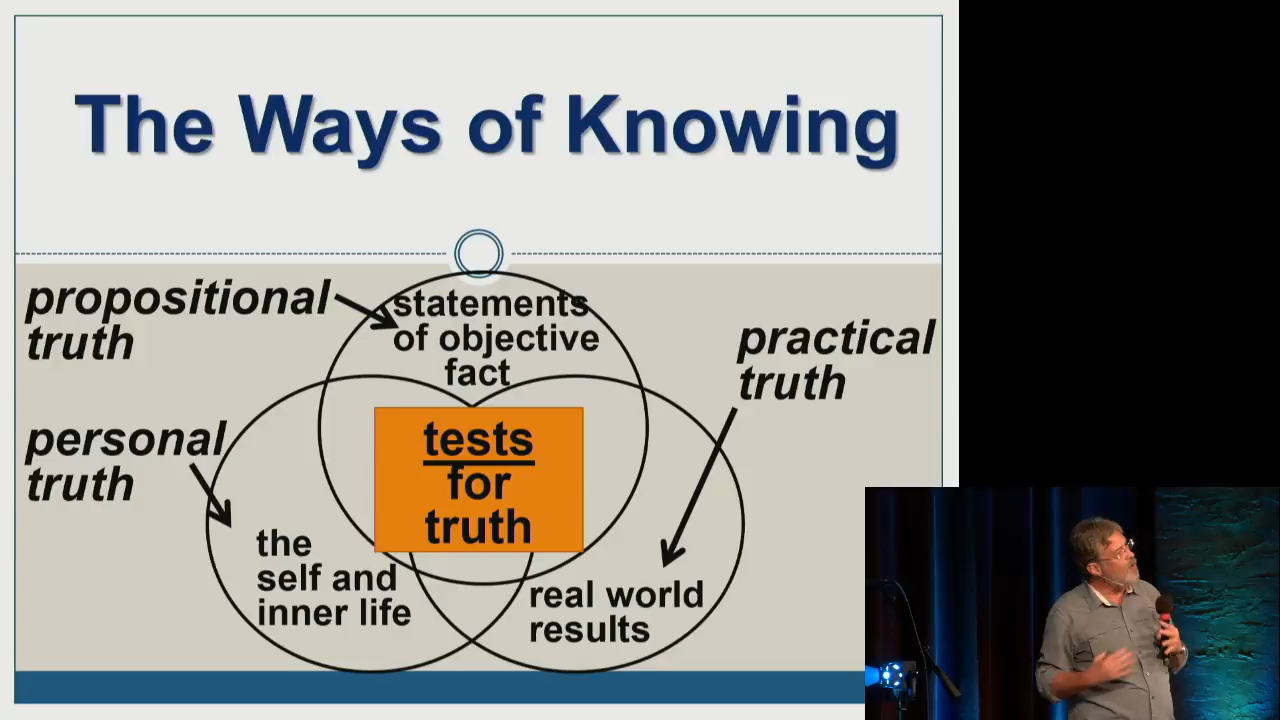 The Ways of Knowing
propositional
truth
statements
of objective
fact
practical
truth
personal
truth
tests
for
truth
the
self and
inner life
real world
results